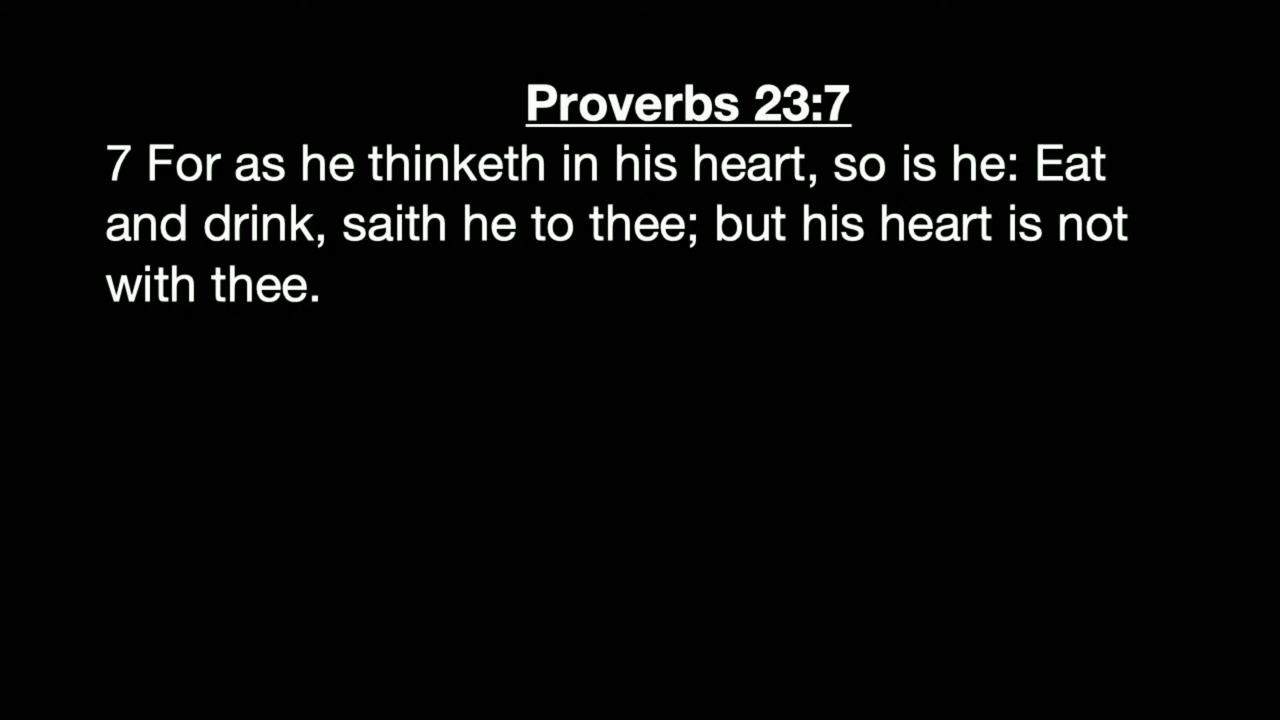 Proverbs 23:7
7 For as he thinketh in his heart, so is he: Eat
and drink, saith he to thee; but his heart is not
with thee.